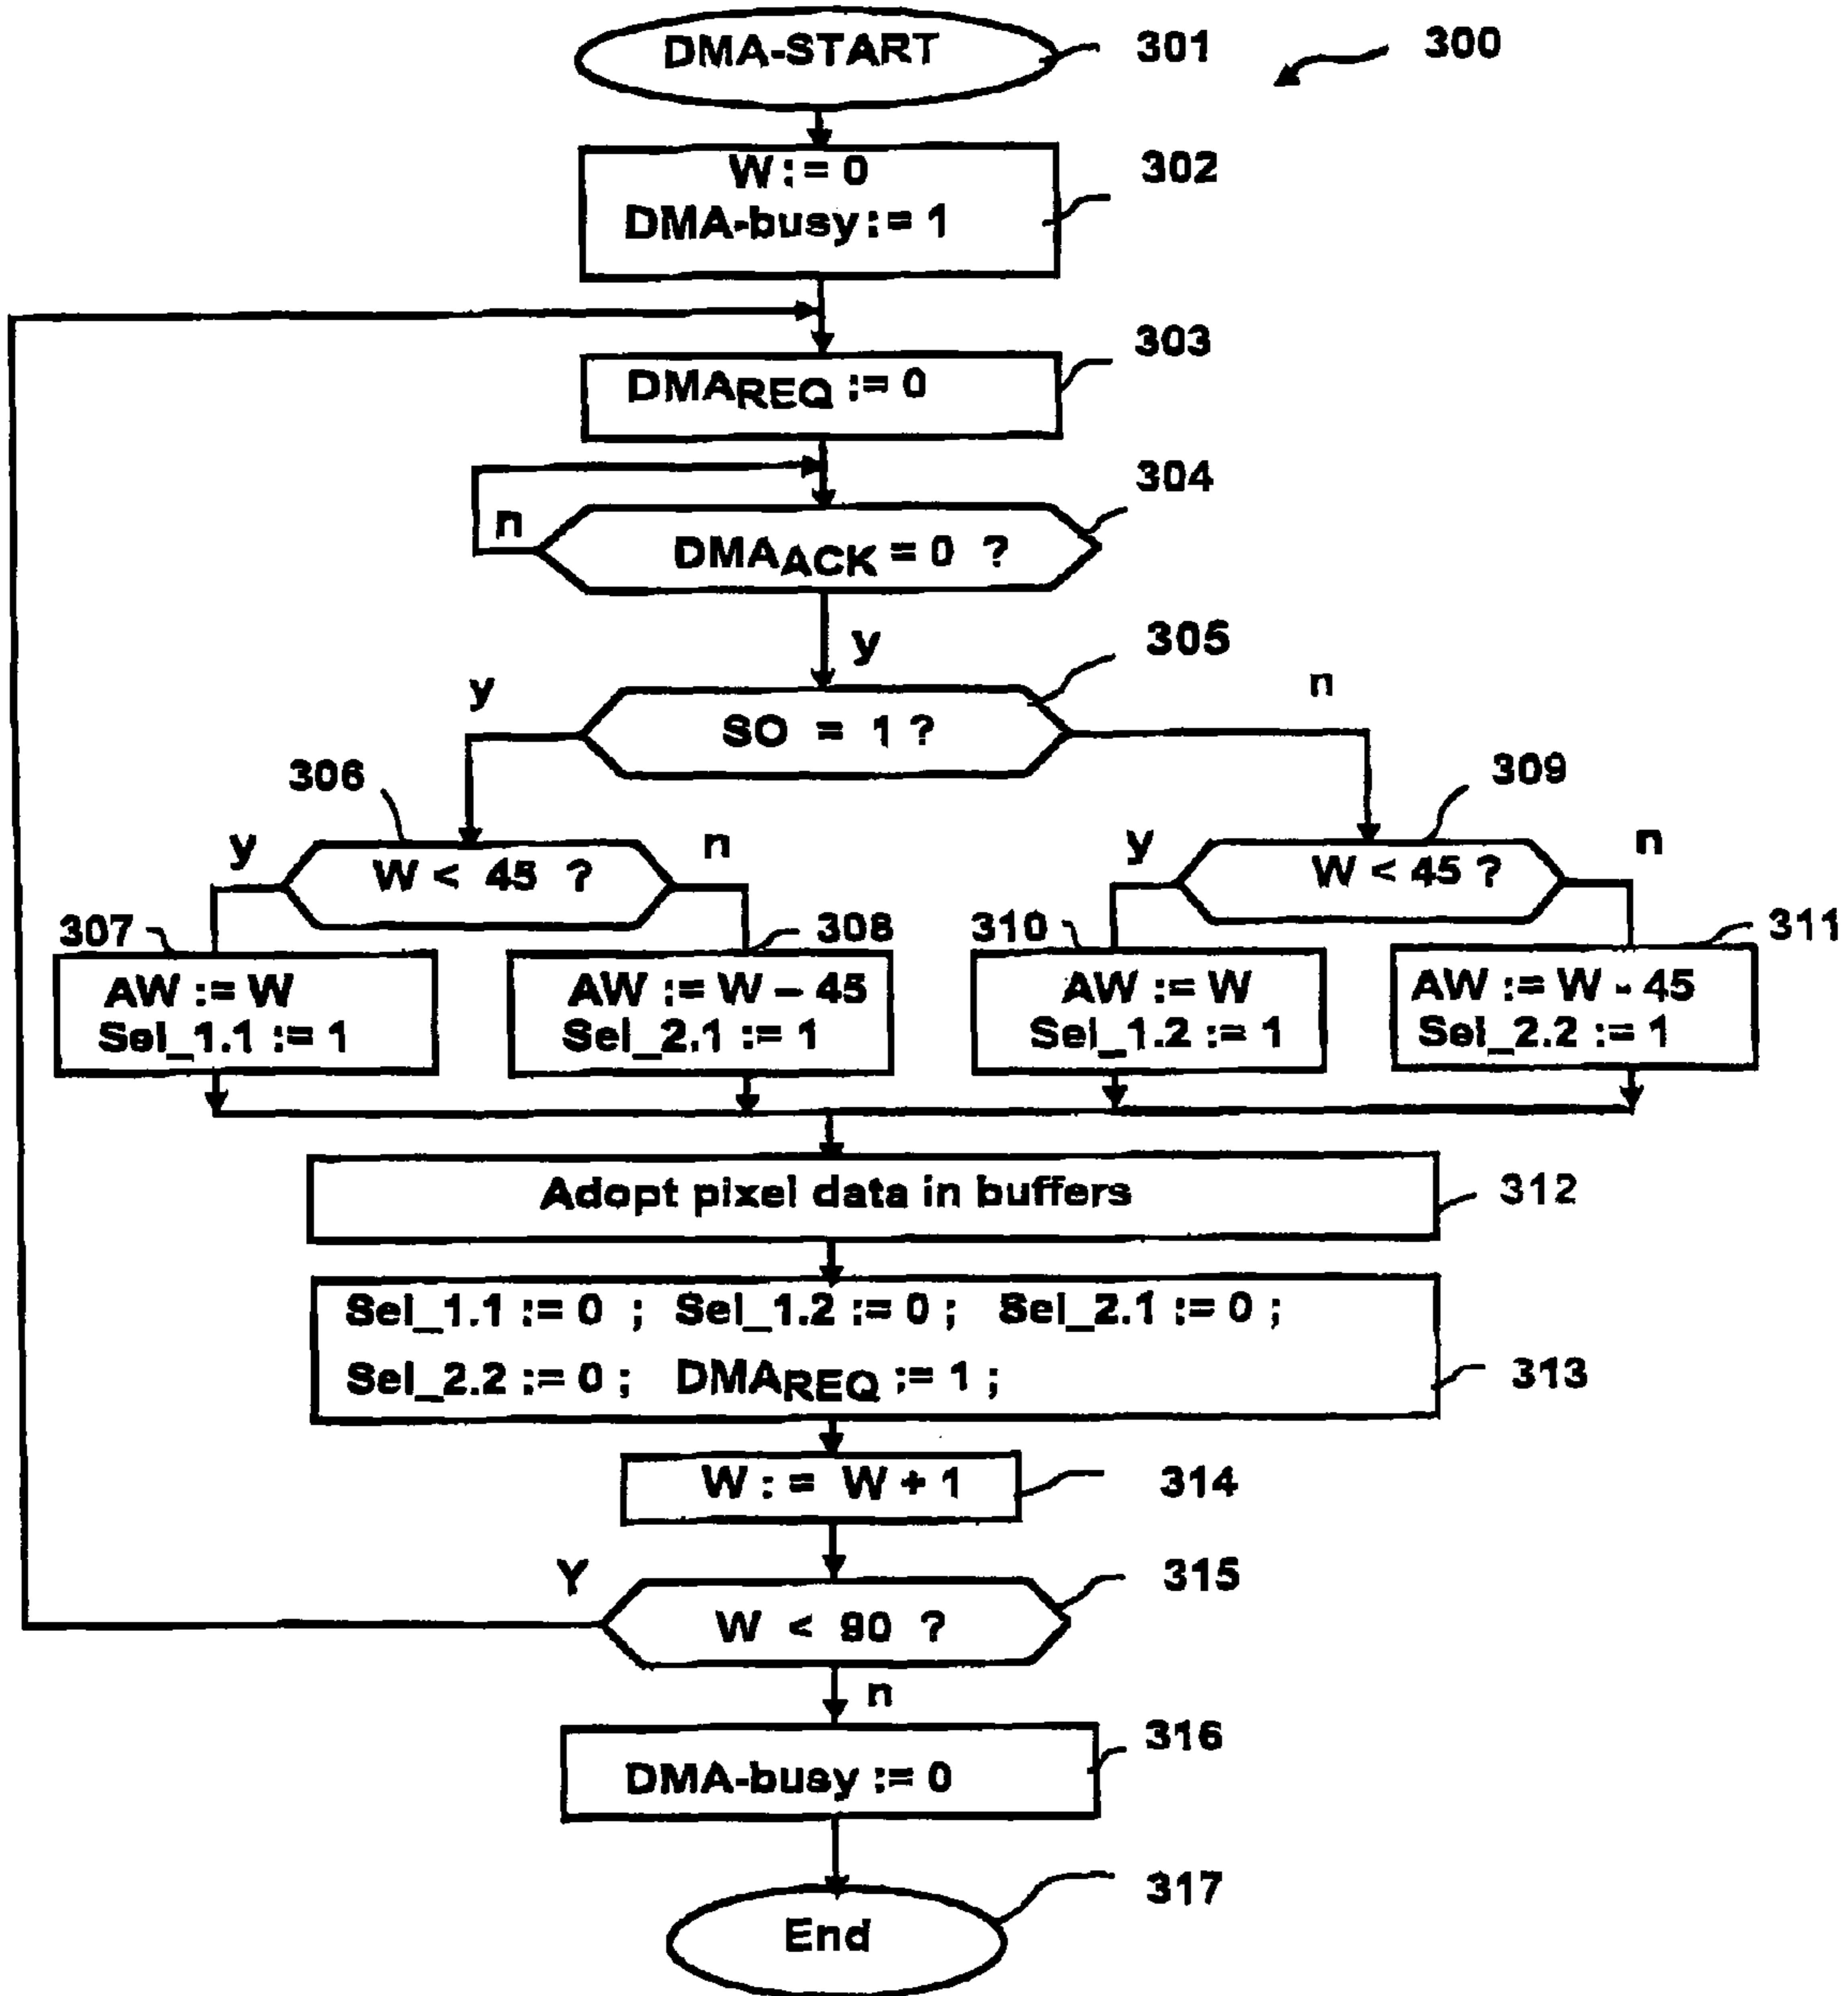 DMA-START
301
300
W := 0
DMA-busy := 1
302
303
DMAREQ := 0
304
n
DMAACK = 0 ?
y
305
y
n
SO = 1 ?
306
309
y
n
y
n
W < 45 ?
W < 45 ?
307
308
310
311
AW := W
Sel_1.1 := 1
AW := W – 45
Sel_2.1 := 1
AW := W
Sel_1.2 := 1
AW := W - 45
Sel_2.2 := 1
Adopt pixel data in buffers
312
Sel_1.1 := 0 ; Sel_1.2 := 0 ; Sel_2.1 := 0 ;
Sel_2.2 := 0 ; DMAREQ := 1 ;
313
W := W + 1
314
Y
315
W < 90 ?
n
316
DMA-busy := 0
317
End